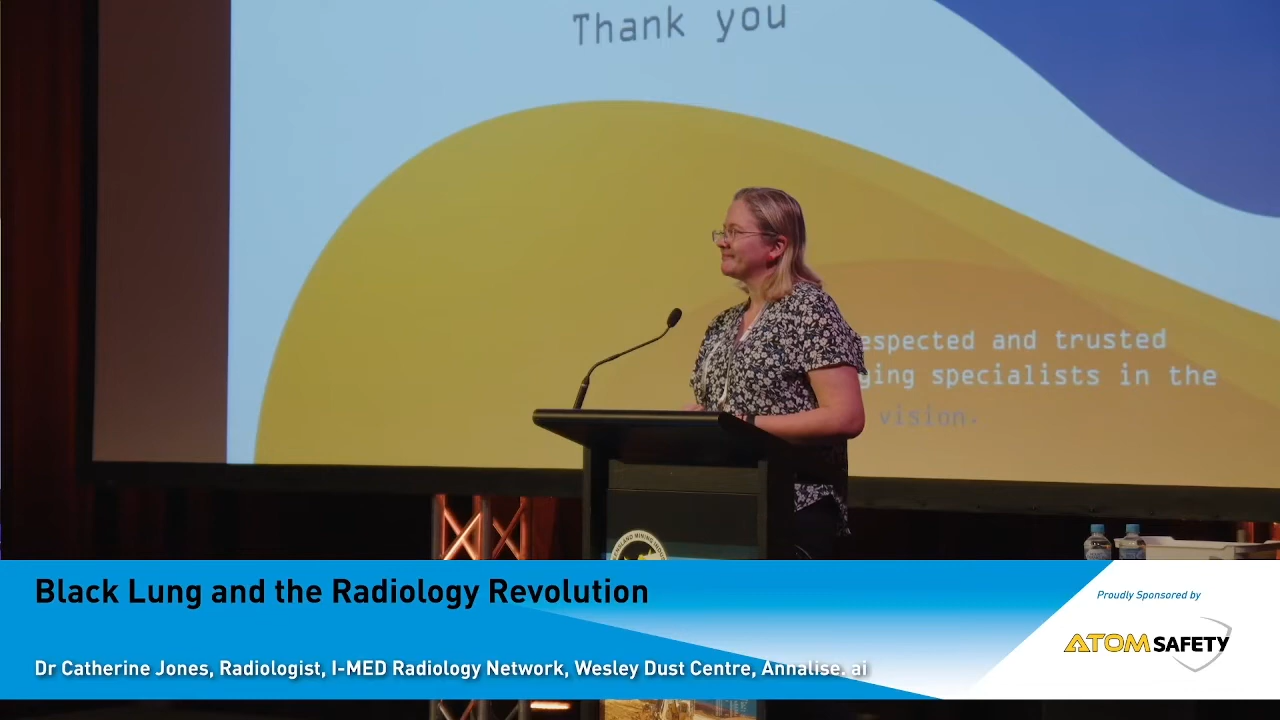 Thank you
espected and trusted
ging specialists in the
vision.
Black Lung and the Radiology Revolution
Proudly Sponsored by
ATOM SAFETY
Dr Catherine Jones, Radiologist, I-MED Radiology Network, Wesley Dust Centre, Annalise. ai